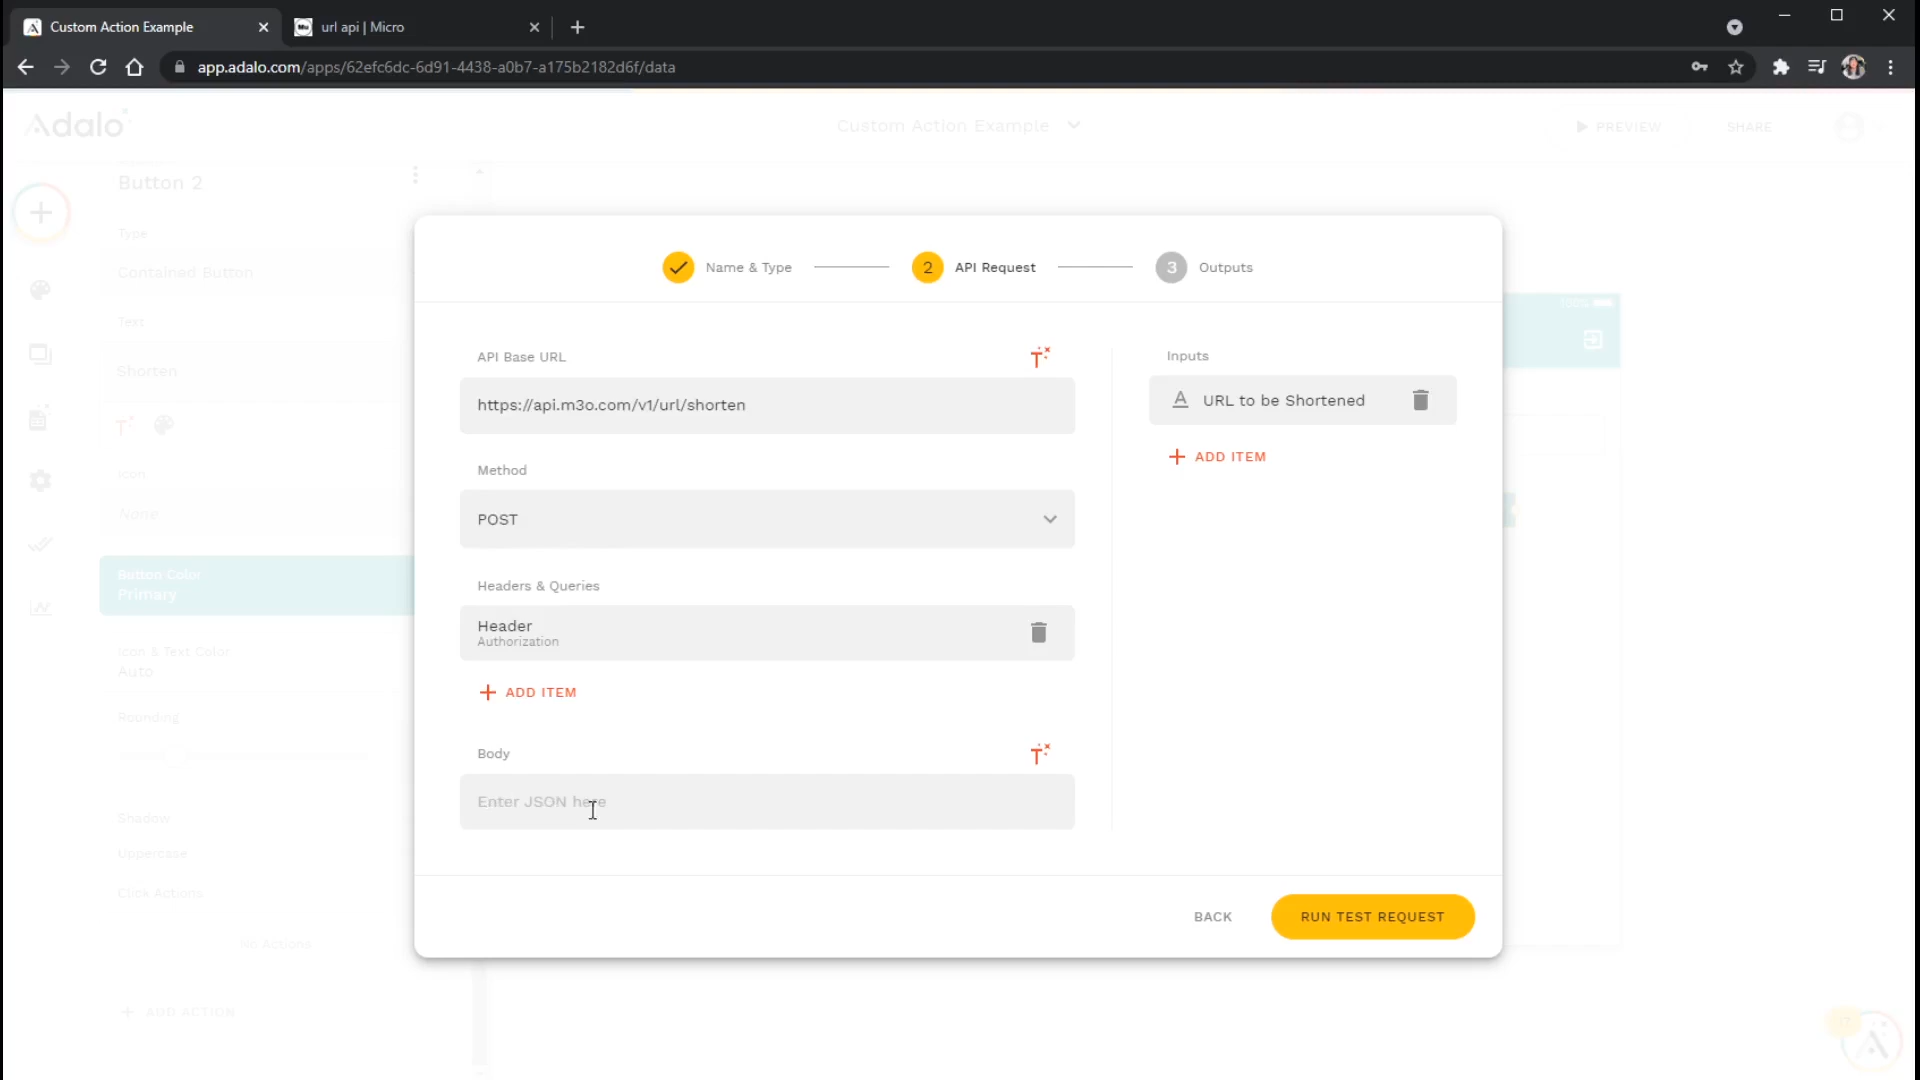 Custom Action Example
url api | Micro
app.adalo.com/apps/62efc6dc-6d91-4438-a0b7-a175b2182d6f/data
Adalo
Custom Action Example
PREVIEW
SHARE
Button 2
Type
Contained Button
Text
Shorten
Icon
None
Button Color
Primary
Icon & Text Color
Auto
Rounding
Shadow
Uppercase
Click Actions
No Actions
+ ADD ACTION
Name & Type
2 API Request
3 Outputs
API Base URL
https://api.m3o.com/v1/url/shorten
Method
POST
Headers & Queries
Header
Authorization
+ ADD ITEM
Body
Enter JSON here
Inputs
URL to be Shortened
+ ADD ITEM
BACK
RUN TEST REQUEST
100%